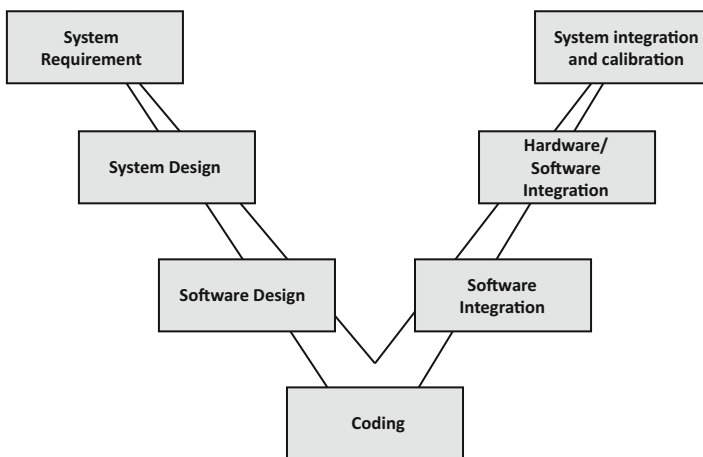 System
Requirement
System integration
and calibration
System Design
Hardware/
Software
Integration
Software Design
Software
Integration
Coding